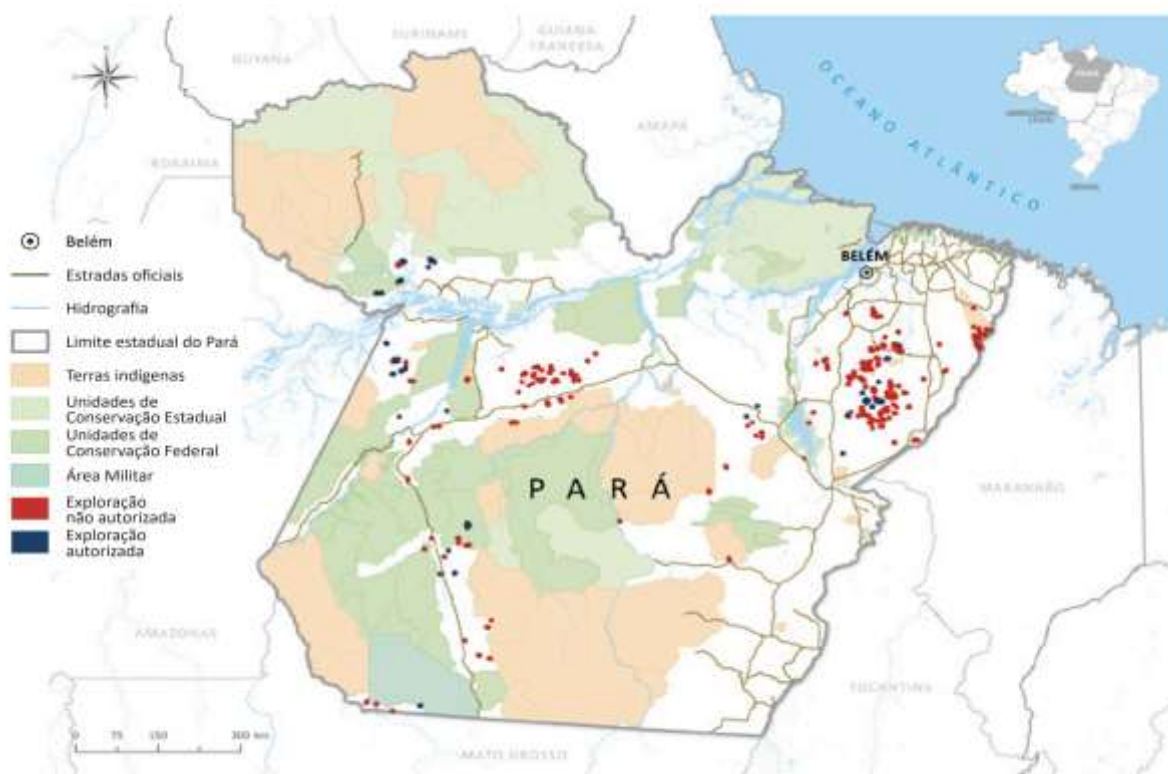 SURINAME
GUIANA
FRANCESA
GUYANA
AMAPÁ
RORAIMA
OCEANO ATLÂNTICO
PARÁ
BRASIL
BELÉM
Belém
Estradas oficiais
Hidrografia
Limite estadual do Pará
Terras indígenas
Unidades de
Conservação Estadual
Unidades de
Conservação Federal
Área Militar
Exploração
não autorizada
Exploração
autorizada
PARÁ
MARANHÃO
AMAZONAS
TOCANTINS
MATO GROSSO
0 75 150 300 km